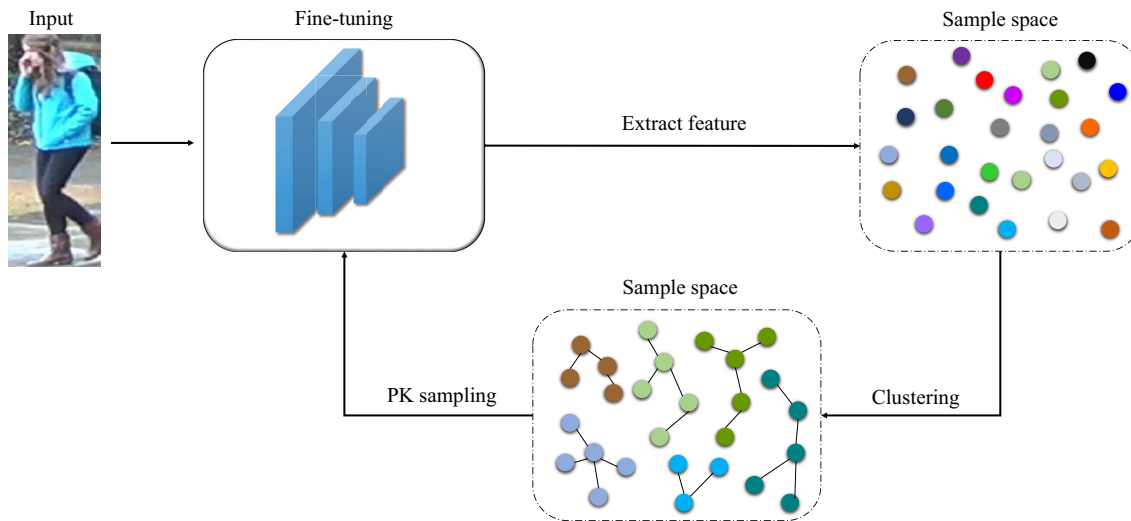 Input
Fine-tuning
Sample space
Extract feature
Sample space
PK sampling
Clustering